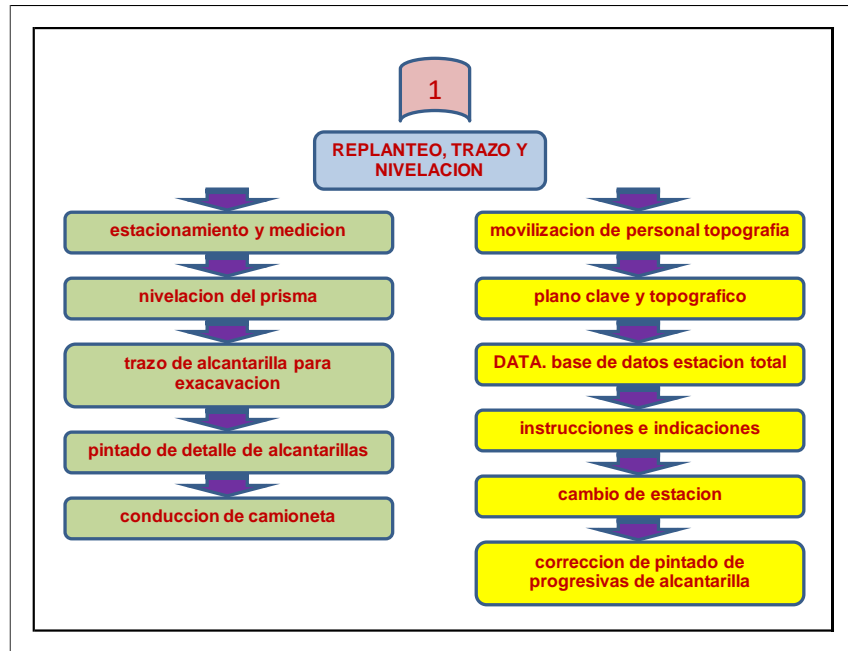 1
REPLANTEO, TRAZO Y
NIVELACION
estacionamiento y medicion
nivelacion del prisma
trazo de alcantarilla para
exacavacion
pintado de detalle de alcantarillas
conduccion de camioneta
movilizacion de personal topografia
plano clave y topografico
DATA. base de datos estacion total
instrucciones e indicaciones
cambio de estacion
correccion de pintado de
progresivas de alcantarilla